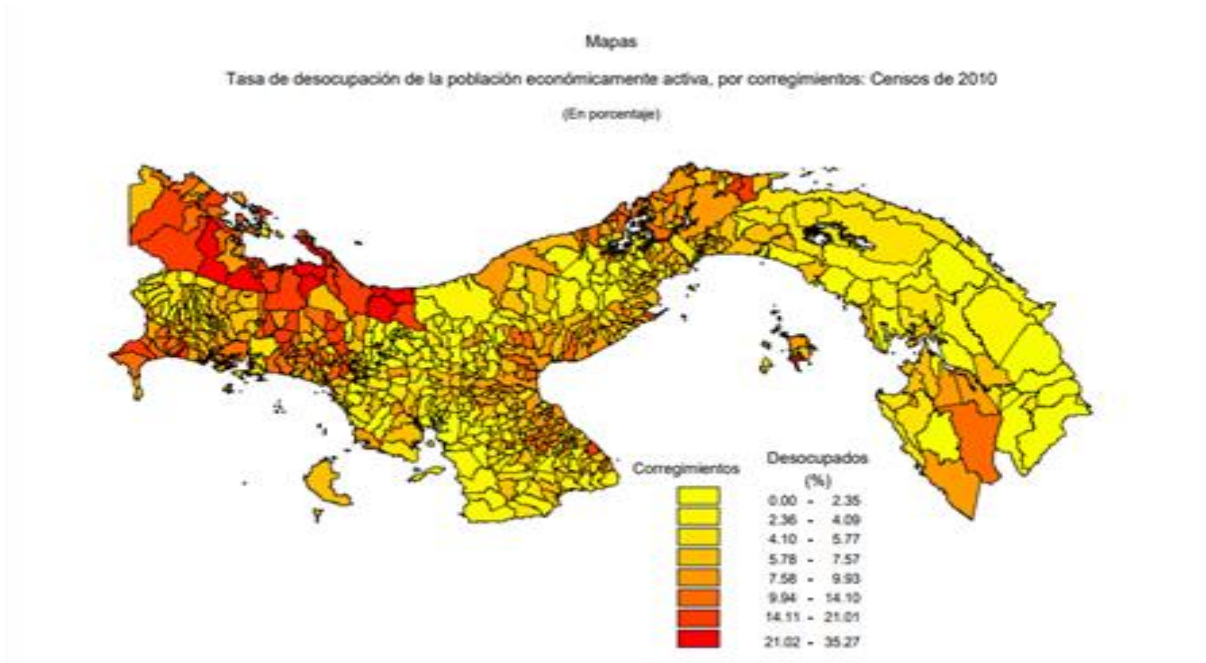 Mapas
Tasa de desocupación de la población económicamente activa, por corregimientos: Censos de 2010
(En porcentaje)
Corregimientos
Desocupados
(%)
0.00 - 2.35
2.36 - 4.09
4.10 - 5.77
5.78 - 7.57
7.58 - 9.93
9.94 - 14.10
14.11 - 21.01
21.02 - 35.27